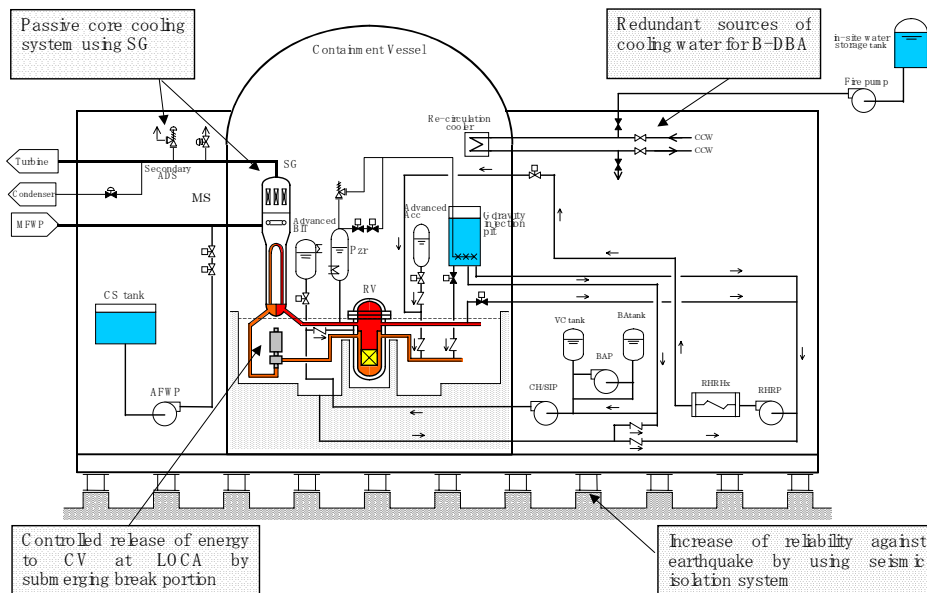 Passive core cooling
system using SG
Redundant sources of
cooling water for B-DBA
in-site water
storage tank
Fire pump
Containment Vessel
Re-circulation
cooler
CCW
CCW
Turbine
Secondary
ADS
SG
Condenser
MS
MFWP
Advanced
BIT
Pzr
Advanced
Acc
Gdravity
injection
pit
RV
CS tank
VC tank
BA tank
BAP
CH/SIP
RHRHx
RHRP
AFWP
Controlled release of energy
to CV at LOCA by
submerging break portion
Increase of reliability against
earthquake by using seismic
isolation system